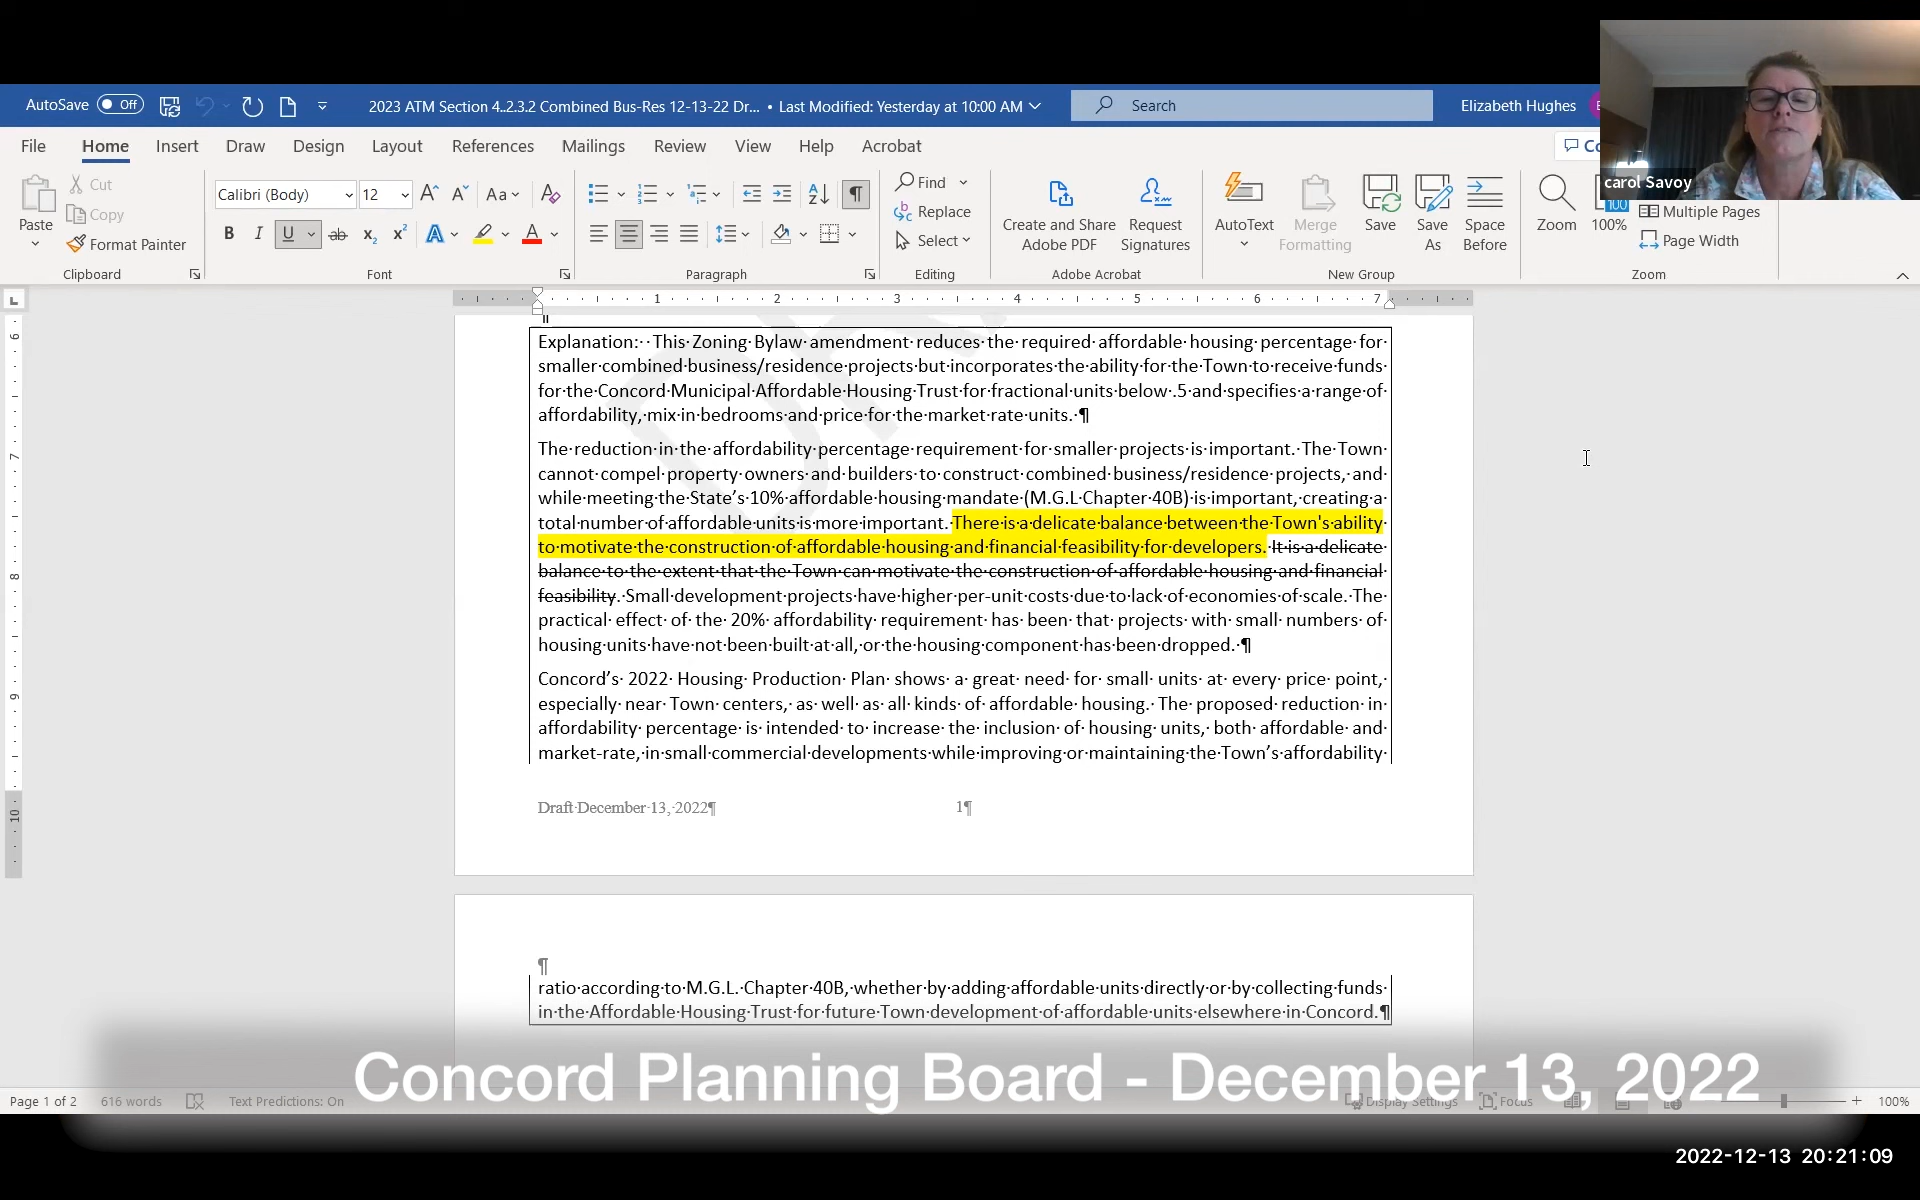 AutoSave Off 2023 ATM Section 4..2.3.2 Combined Bus-Res 12-13-22 Dr... • Last Modified: Yesterday at 10:00 AM Search Elizabeth Hughes
File Home Insert Draw Design Layout References Mailings Review View Help Acrobat
carol Savoy
Paste Cut Copy Format Painter
Calibri (Body) 12
Find
Replace
Select
Create and Share Adobe PDF
Request Signatures
AutoText
Merge Formatting
Save
Save As
Space Before
Zoom
100%
Multiple Pages
Page Width
Clipboard Font Paragraph Editing Adobe Acrobat New Group Zoom
1 2 3 4 5 6 7
Explanation: This Zoning Bylaw amendment reduces the required affordable housing percentage for
smaller combined business/residence projects but incorporates the ability for the Town to receive funds
for the Concord Municipal Affordable Housing Trust for fractional units below .5 and specifies a range of
affordability, mix in bedrooms and price for the market rate units. ¶
The reduction in the affordability percentage requirement for smaller projects is important. The Town
cannot compel property owners and builders to construct combined business/residence projects, and
while meeting the State's 10% affordable housing mandate (M.G.L Chapter 40B) is important, creating a
total number of affordable units is more important. There is a delicate balance between the Town's ability
to motivate the construction of affordable housing and financial feasibility for developers. It is a delicate
balance to the extent that the Town can motivate the construction of affordable housing and financial
feasibility. Small development projects have higher per-unit costs due to lack of economies of scale. The
practical effect of the 20% affordability requirement has been that projects with small numbers of
housing units have not been built at all, or the housing component has been dropped. ¶
Concord's 2022 Housing Production Plan shows a great need for small units at every price point,
especially near Town centers, as well as all kinds of affordable housing. The proposed reduction in
affordability percentage is intended to increase the inclusion of housing units, both affordable and
market-rate, in small commercial developments while improving or maintaining the Town's affordability
Draft December 13, 2022¶ 1¶
¶
ratio according to M.G.L. Chapter 40B, whether by adding affordable units directly or by collecting funds
in the Affordable Housing Trust for future Town development of affordable units elsewhere in Concord.¶
Concord Planning Board - December 13, 2022
Page 1 of 2 616 words Text Predictions: On Display Settings Focus 100%
2022-12-13 20:21:09